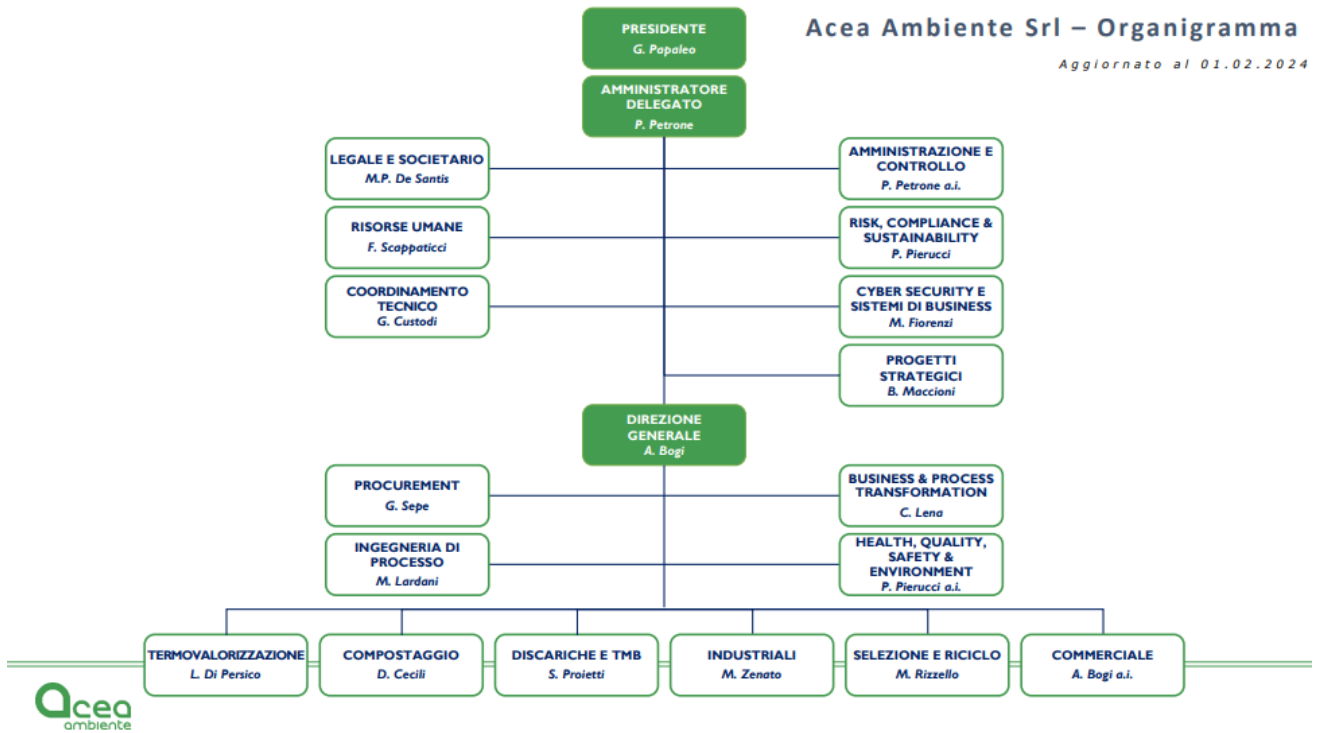 Acea Ambiente Srl – Organigramma
Aggiornato al 01.02.2024
PRESIDENTE
G. Papaleo
AMMINISTRATORE
DELEGATO
P. Petrone
LEGALE E SOCIETARIO
M.P. De Santis
AMMINISTRAZIONE E
CONTROLLO
P. Petrone a.i.
RISORSE UMANE
F. Scappaticci
RISK, COMPLIANCE &
SUSTAINABILITY
P. Pierucci
COORDINAMENTO
TECNICO
G. Custodi
CYBER SECURITY E
SISTEMI DI BUSINESS
M. Fiorenzi
PROGETTI
STRATEGICI
B. Maccioni
DIREZIONE
GENERALE
A. Bogi
PROCUREMENT
G. Sepe
BUSINESS & PROCESS
TRANSFORMATION
C. Lena
INGEGNERIA DI
PROCESSO
M. Lardani
HEALTH, QUALITY,
SAFETY &
ENVIRONMENT
P. Pierucci a.i.
TERMOVALORIZZAZIONE
L. Di Persico
COMPOSTAGGIO
D. Cecili
DISCARICHE E TMB
S. Proietti
INDUSTRIALI
M. Zenato
SELEZIONE E RICICLO
M. Rizzello
COMMERCIALE
A. Bogi a.i.
acea
ambiente